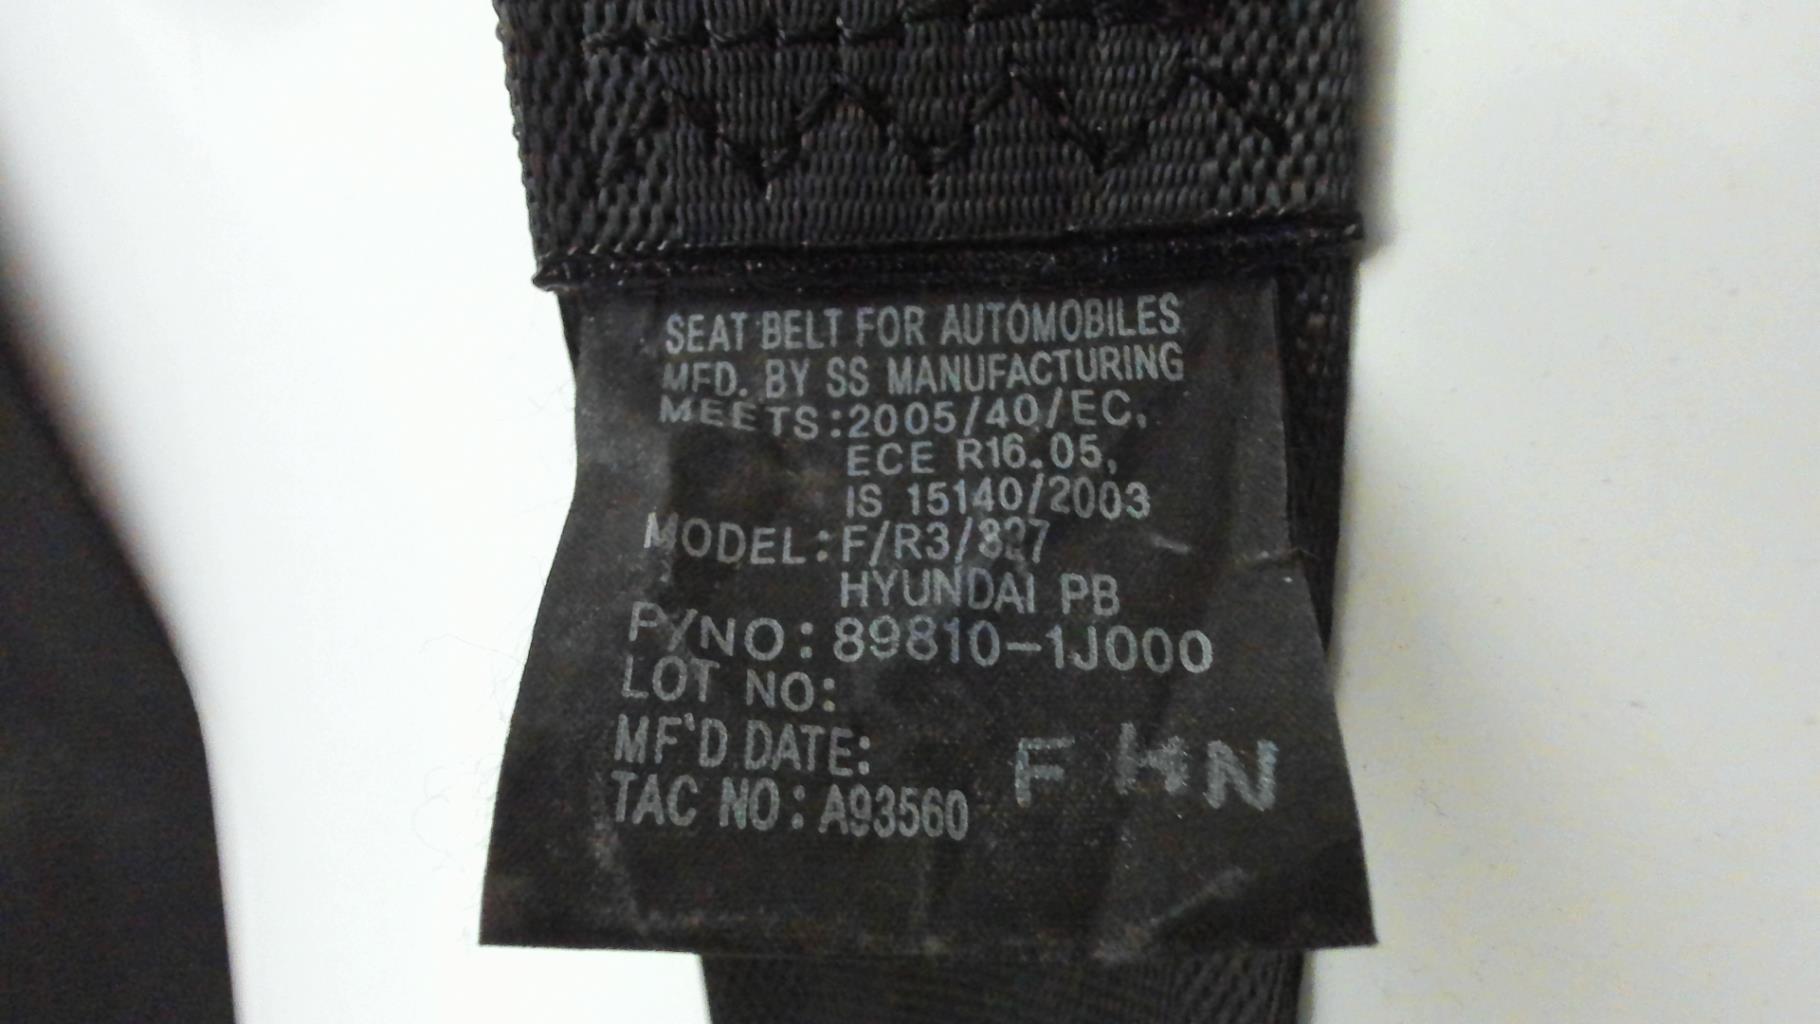 SEAT BELT FOR AUTOMOBILES
MFD. BY SS MANUFACTURING
MEETS:2005/40/EC,
ECE R16.05,
IS 15140/2003
MODEL:F/R3/327
HYUNDAI PB
P/NO:89810-1J000
LOT NO:
MF'D DATE:
F HN
TAC NO:A93560